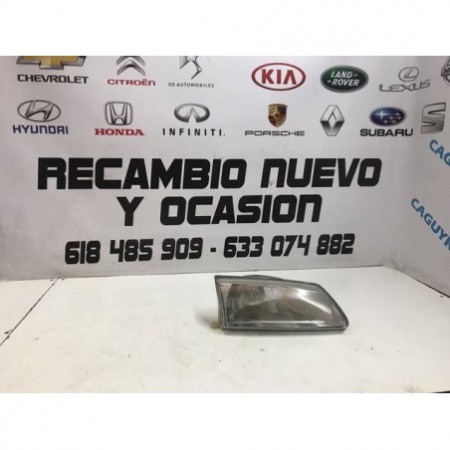 CHEVROLET
CITROËN
DS AUTOMOBILES
KIA
LAND-ROVER
LEXUS
HYUNDAI
HONDA
INFINITI
PORSCHE
RENAULT
SUBARU
RECAMBIO NUEVO
Y OCASION
618 485 909 - 633 074 882